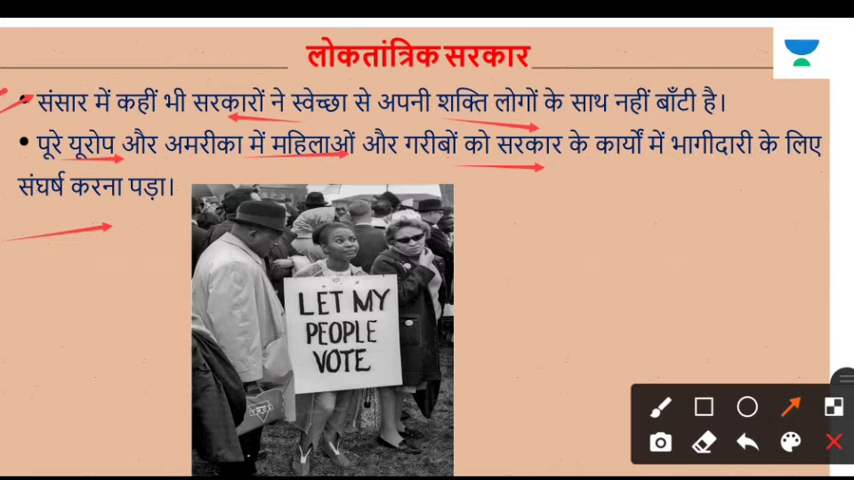 लोकतांत्रिक सरकार
• संसार में कहीं भी सरकारों ने स्वेच्छा से अपनी शक्ति लोगों के साथ नहीं बाँटी है।
• पूरे यूरोप और अमरीका में महिलाओं और गरीबों को सरकार के कार्यों में भागीदारी के लिए
संघर्ष करना पड़ा।
LET MY
PEOPLE
VOTE